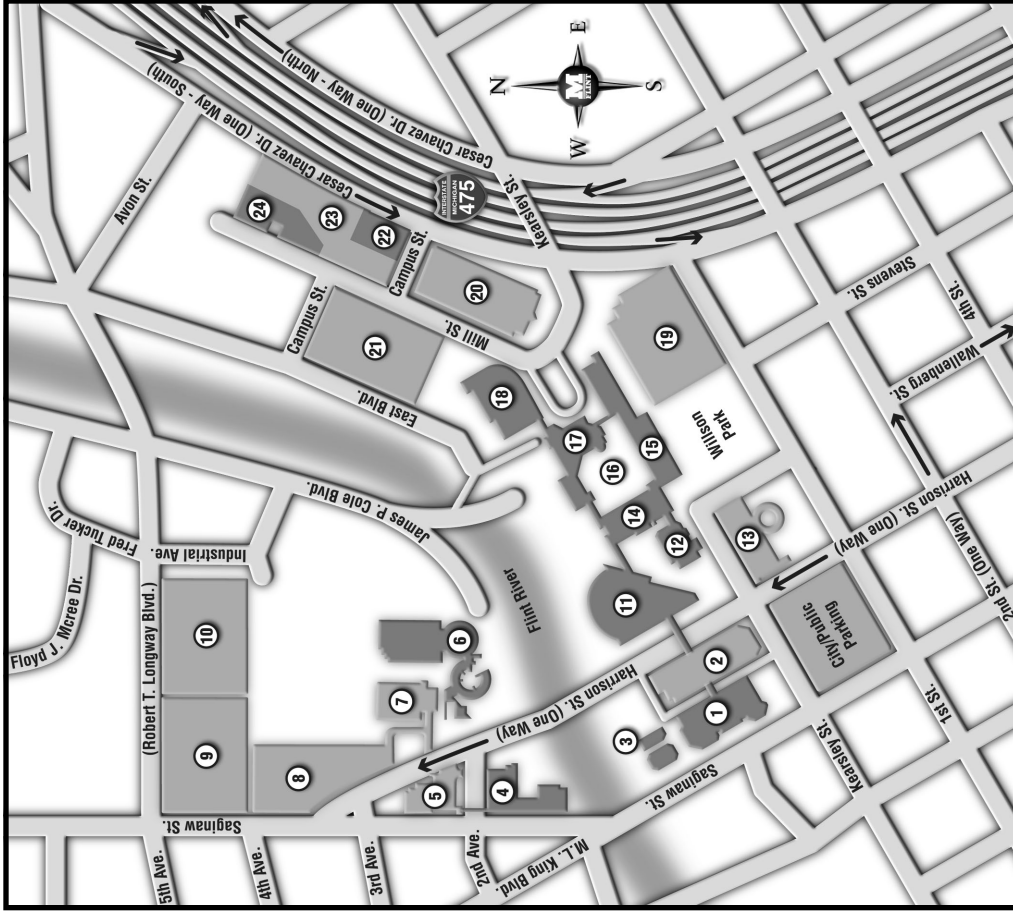 Cesar Chavez Dr. (One Way - North)
Cesar Chavez Dr. (One Way - South)
N
E
S
W
M
FLINT
Avon St.
INTERSTATE
MICHIGAN
475
Kearsley St.
24
23
22
Campus St.
Campus St.
20
21
Mill St.
East Blvd.
19
Stevens St.
4th St.
Wallenberg St.
18
17
16
15
14
12
Willson
Park
13
Harrison St. (One Way)
2nd St. (One Way)
Fred Tucker Dr.
James P. Cole Blvd.
Industrial Ave.
Floyd J. Mcree Dr.
(Robert T. Longway Blvd.)
10
9
8
Flint River
11
6
7
City/Public
Parking
2
1
3
Harrison St. (One Way)
5
4
Saginaw St.
Saginaw St.
Kearsley St.
1st St.
5th Ave.
4th Ave.
3rd Ave.
2nd Ave.
M.L. King Blvd.